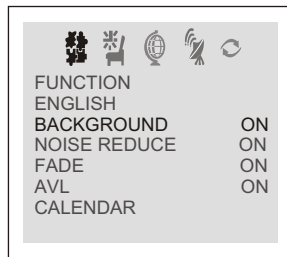 FUNCTION
ENGLISH
BACKGROUND ON
NOISE REDUCE ON
FADE ON
AVL ON
CALENDAR